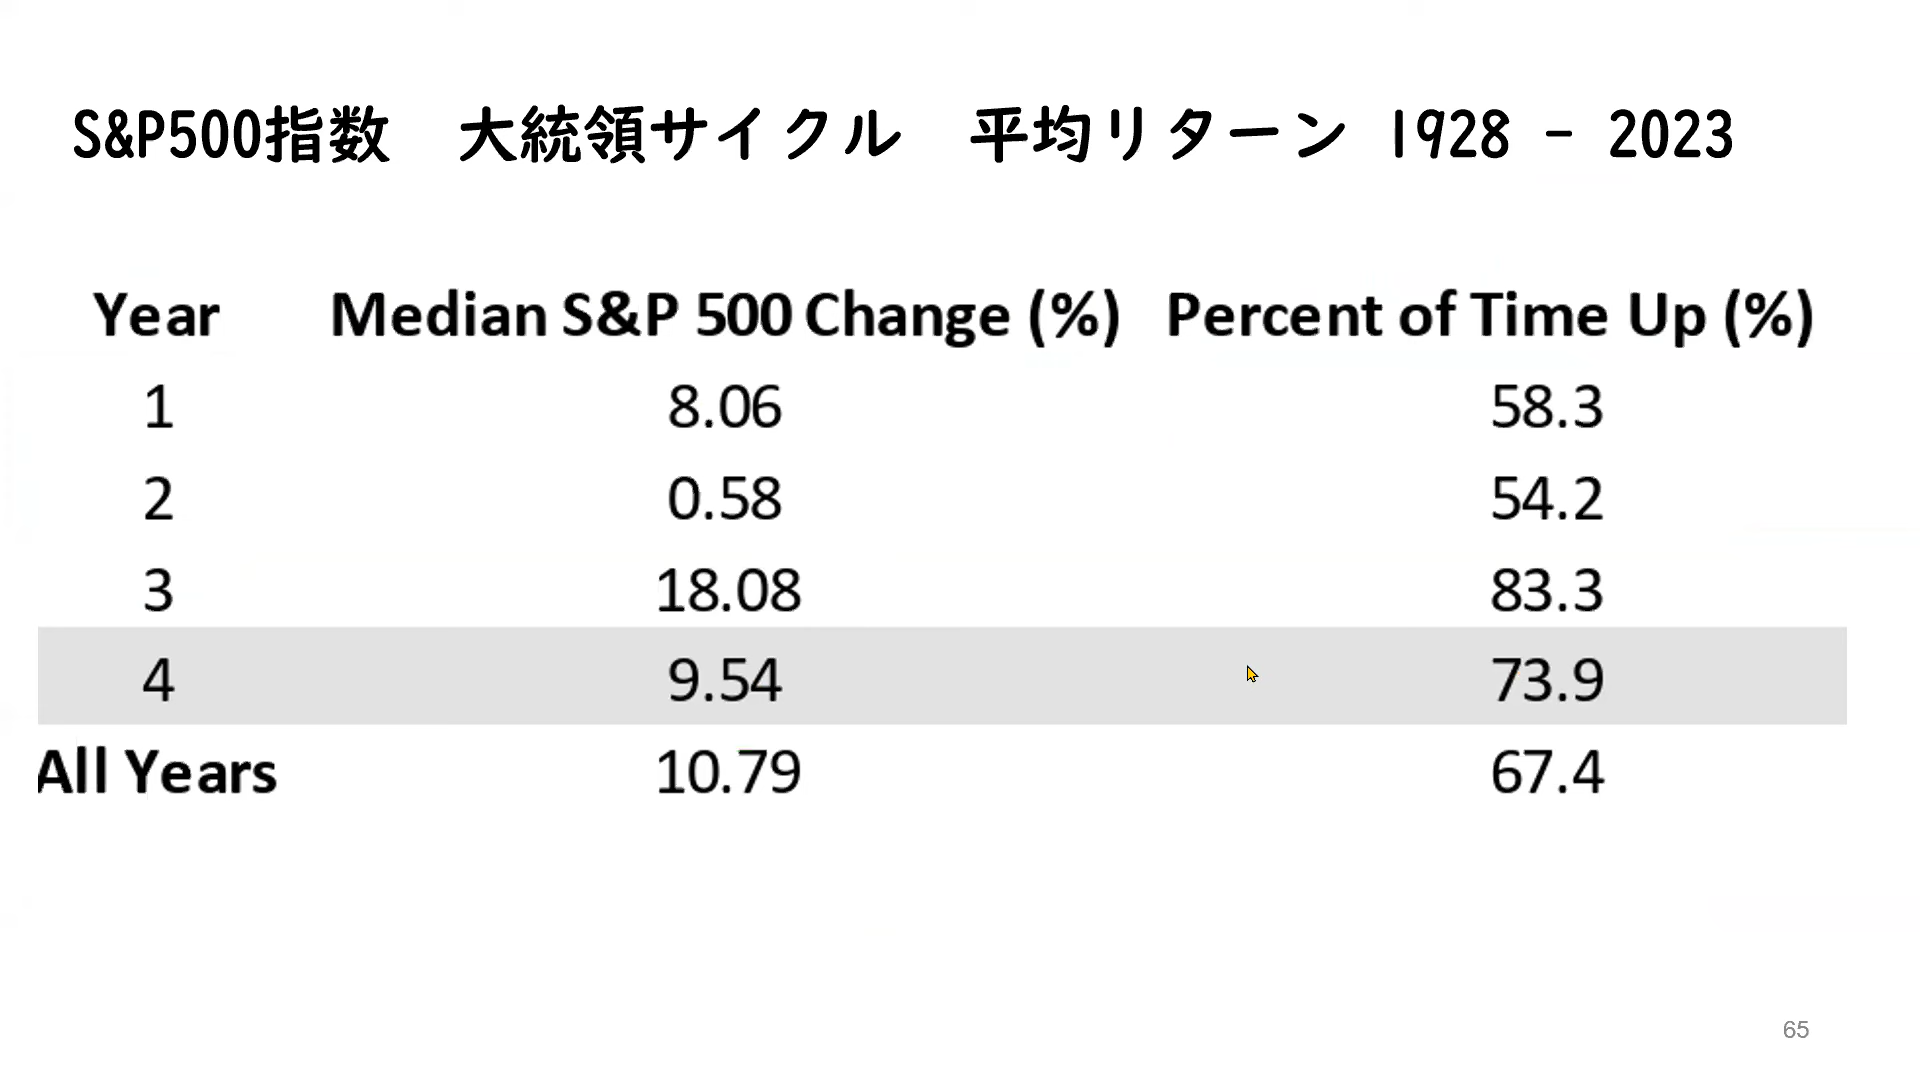 S&P500指数　大統領サイクル　平均リターン 1928 - 2023
Year Median S&P 500 Change (%) Percent of Time Up (%)
1 8.06 58.3
2 0.58 54.2
3 18.08 83.3
4 9.54 73.9
All Years 10.79 67.4
65